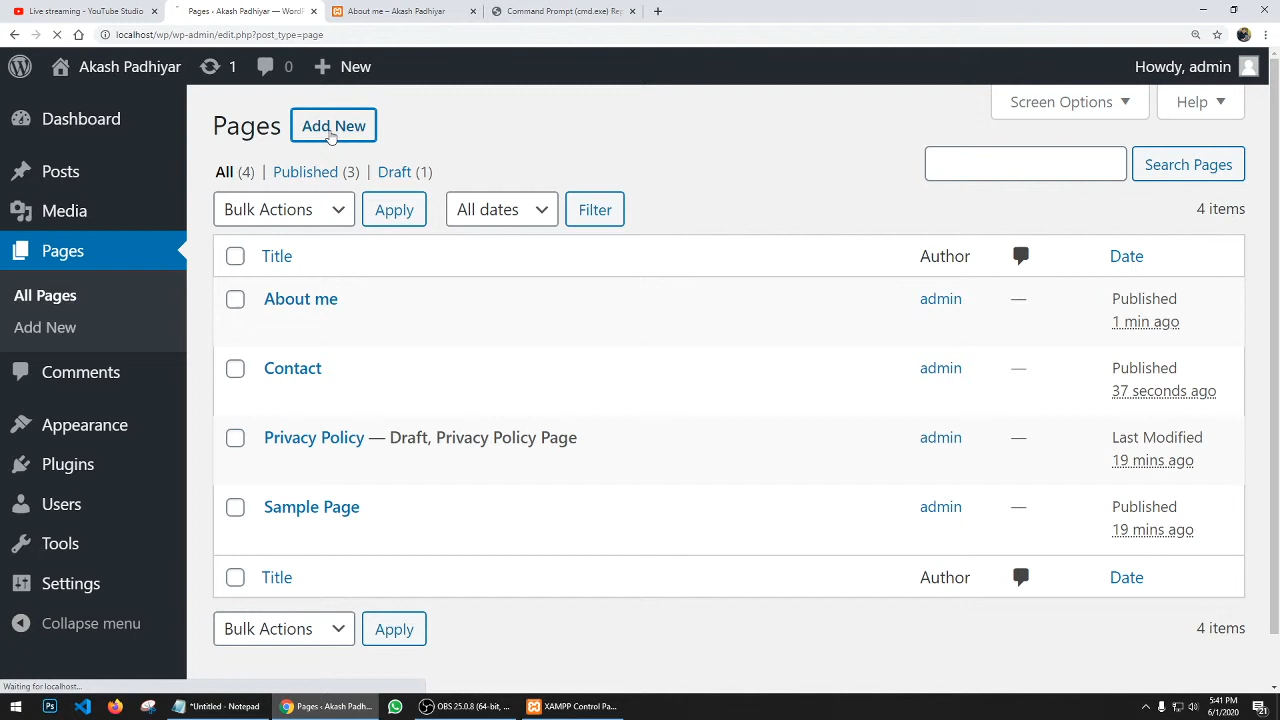 Live streaming - YouTube Studio
Pages ‹ Akash Padhiyar — WordP
About me – Akash Padhiyar
Command Prompt (cmd.exe) Rep
localhost/wp/wp-admin/edit.php?post_type=page
Akash Padhiyar
1
0
New
Howdy, admin
Dashboard
Posts
Media
Pages
All Pages
Add New
Comments
Appearance
Plugins
Users
Tools
Settings
Collapse menu
Pages
Add New
Screen Options
Help
All (4) | Published (3) | Draft (1)
Search Pages
Bulk Actions
Apply
All dates
Filter
4 items
Title Author Date
About me admin — Published
1 min ago
Contact admin — Published
37 seconds ago
Privacy Policy — Draft, Privacy Policy Page admin — Last Modified
19 mins ago
Sample Page admin — Published
19 mins ago
Title Author Date
Bulk Actions
Apply
4 items
Waiting for localhost...
*Untitled - Notepad
Pages ‹ Akash Padh...
OBS 25.0.8 (64-bit, ...
XAMPP Control Pa...
5:41 PM
6/1/2020
21